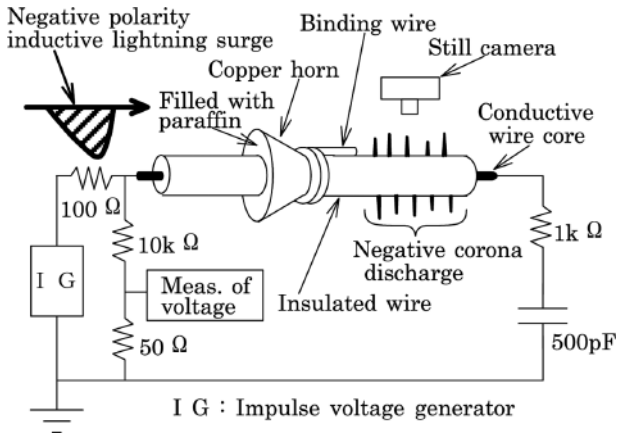 Negative polarity
inductive lightning surge
Binding wire
Still camera
Copper horn
Filled with
paraffin
Conductive
wire core
100 Ω
10k Ω
1k Ω
Negative corona
discharge
I G
Meas. of
voltage
Insulated wire
50 Ω
500pF
I G : Impulse voltage generator